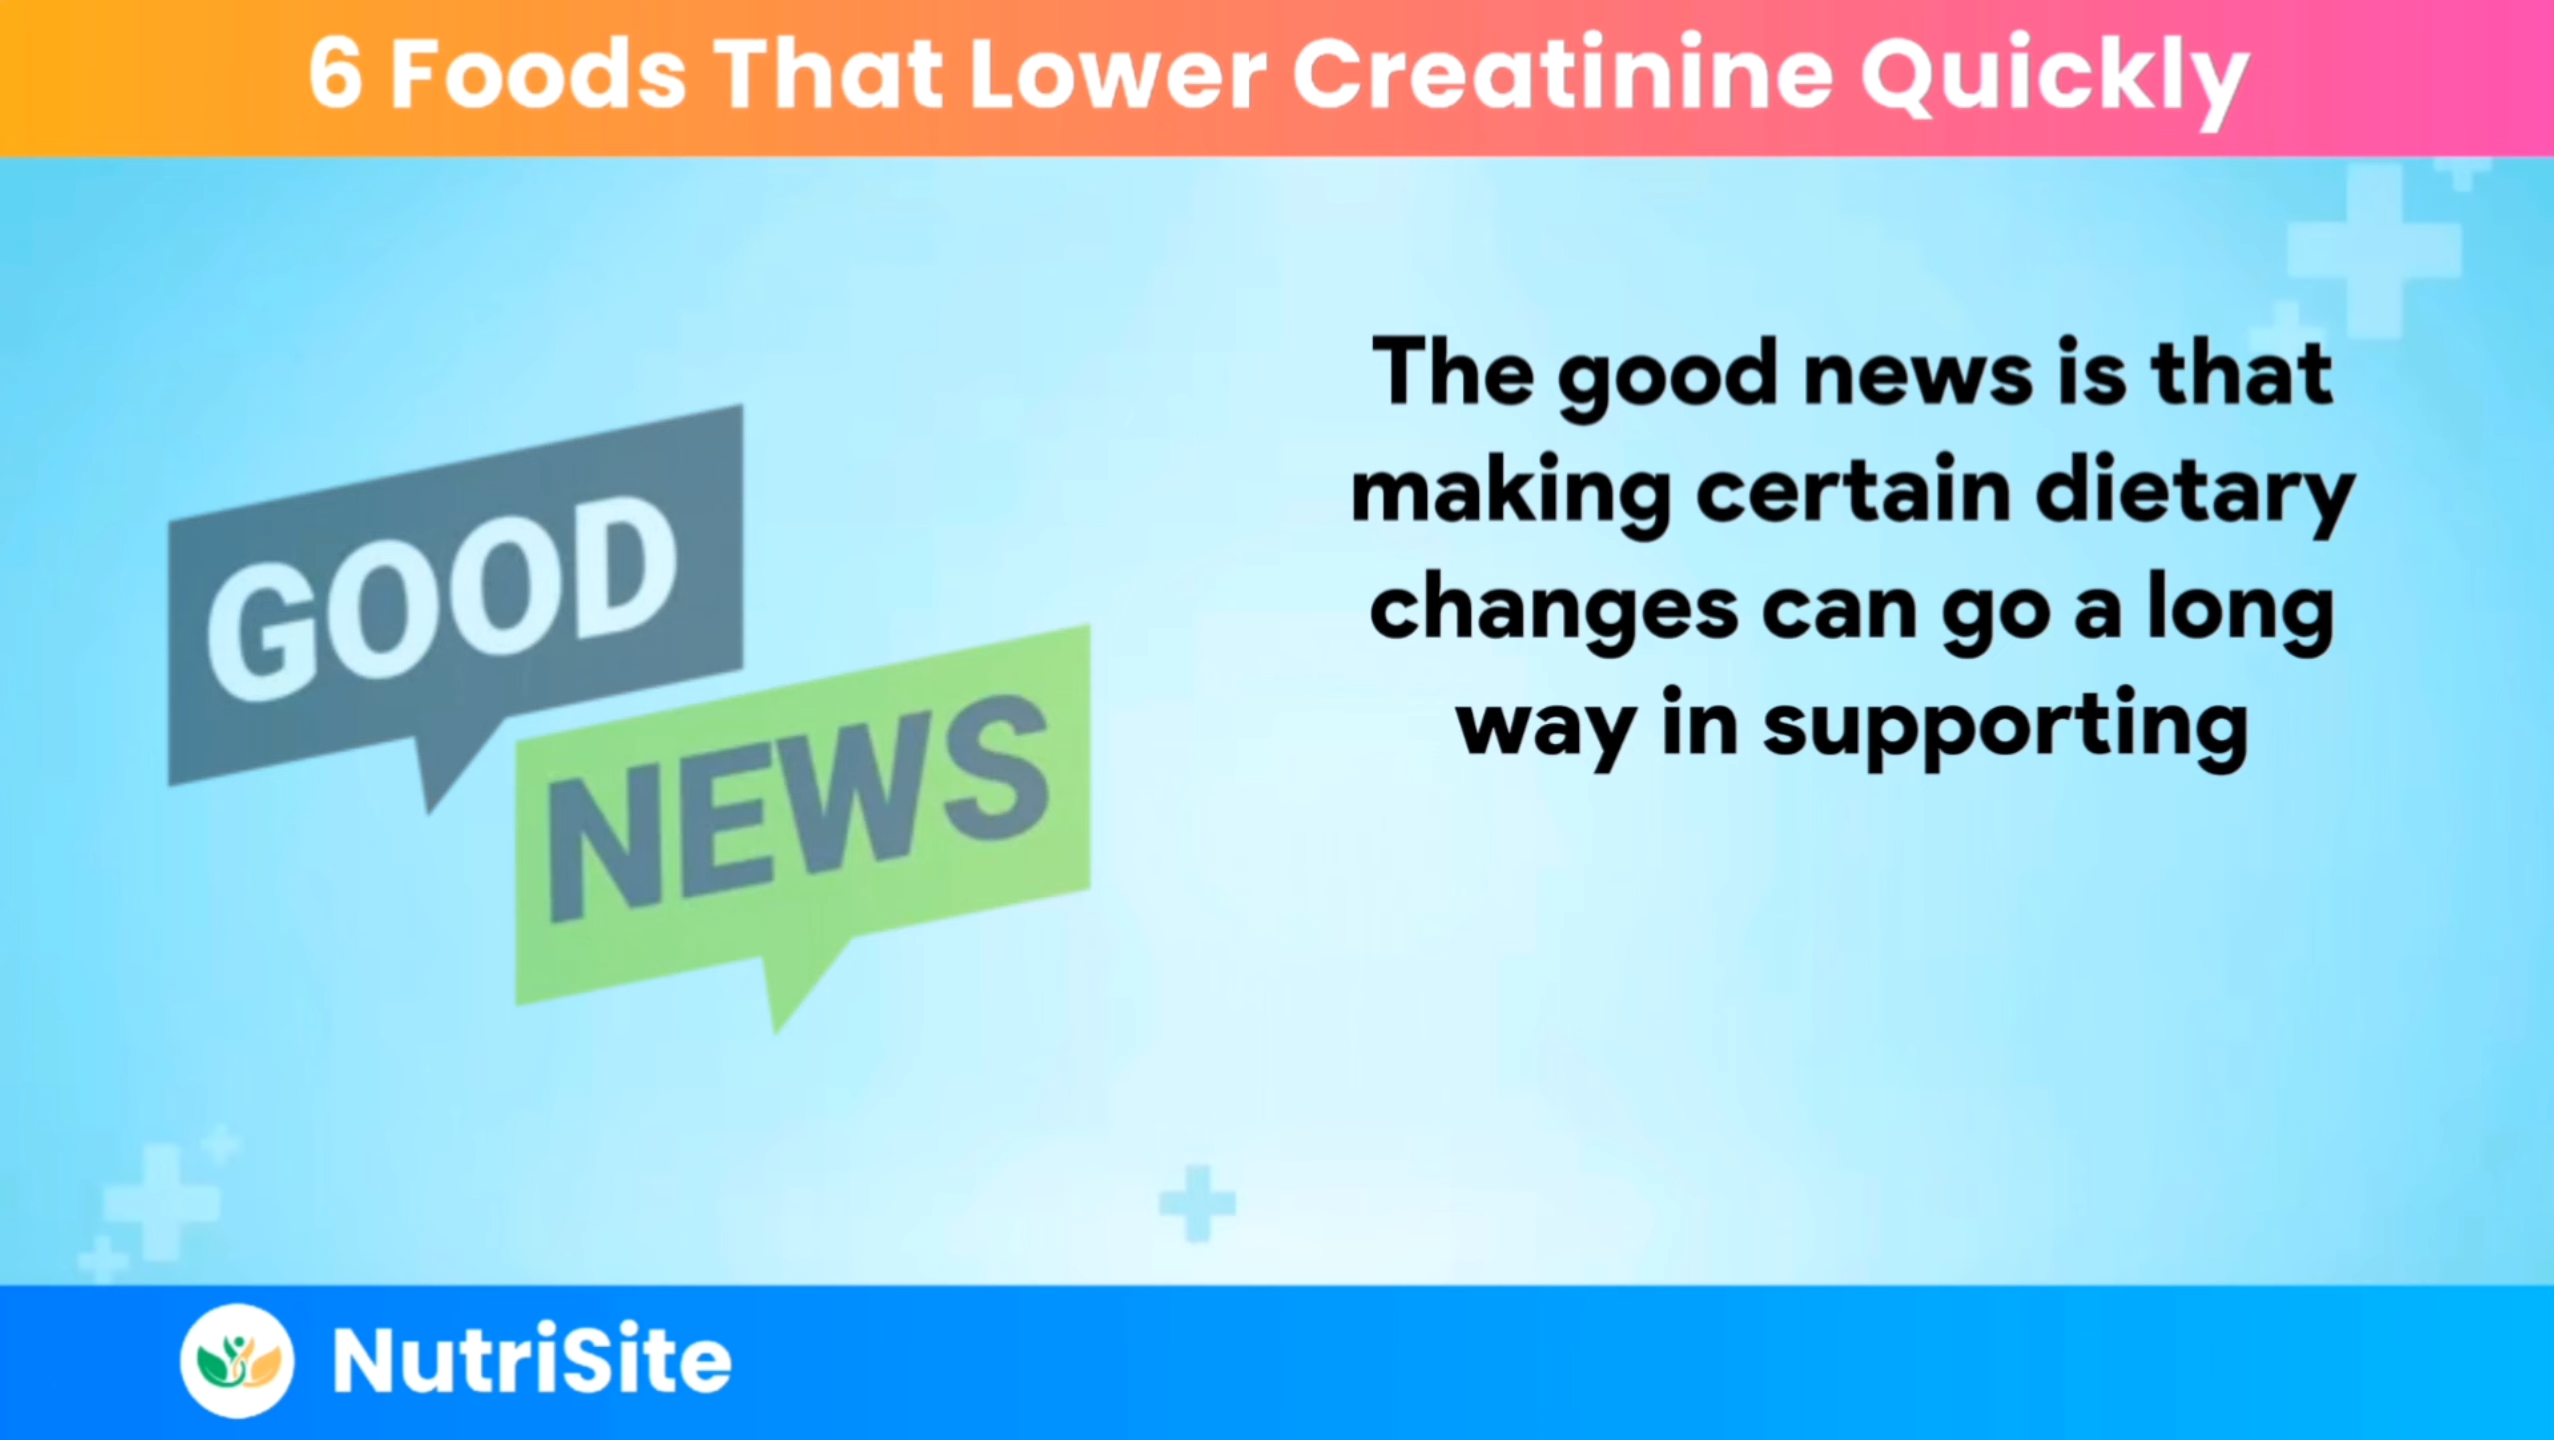 6 Foods That Lower Creatinine Quickly
GOOD
NEWS
The good news is that
making certain dietary
changes can go a long
way in supporting
NutriSite